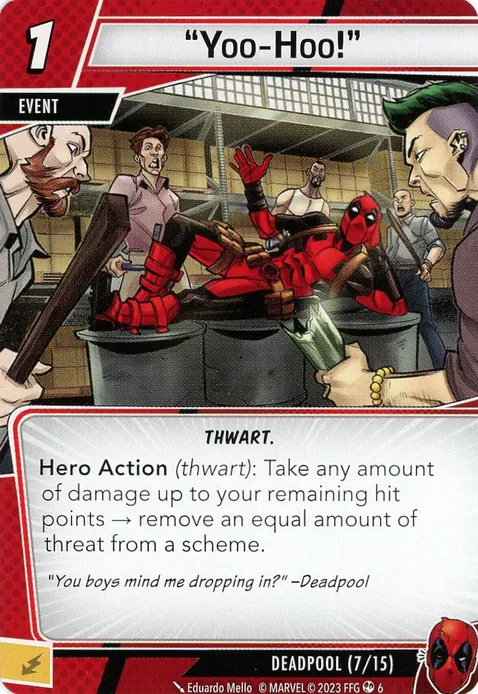 1
“Yoo-Hoo!”
EVENT
THWART.
Hero Action (thwart): Take any amount
of damage up to your remaining hit
points → remove an equal amount of
threat from a scheme.
"You boys mind me dropping in?" –Deadpool
DEADPOOL (7/15)
Eduardo Mello © MARVEL © 2023 FFG 6